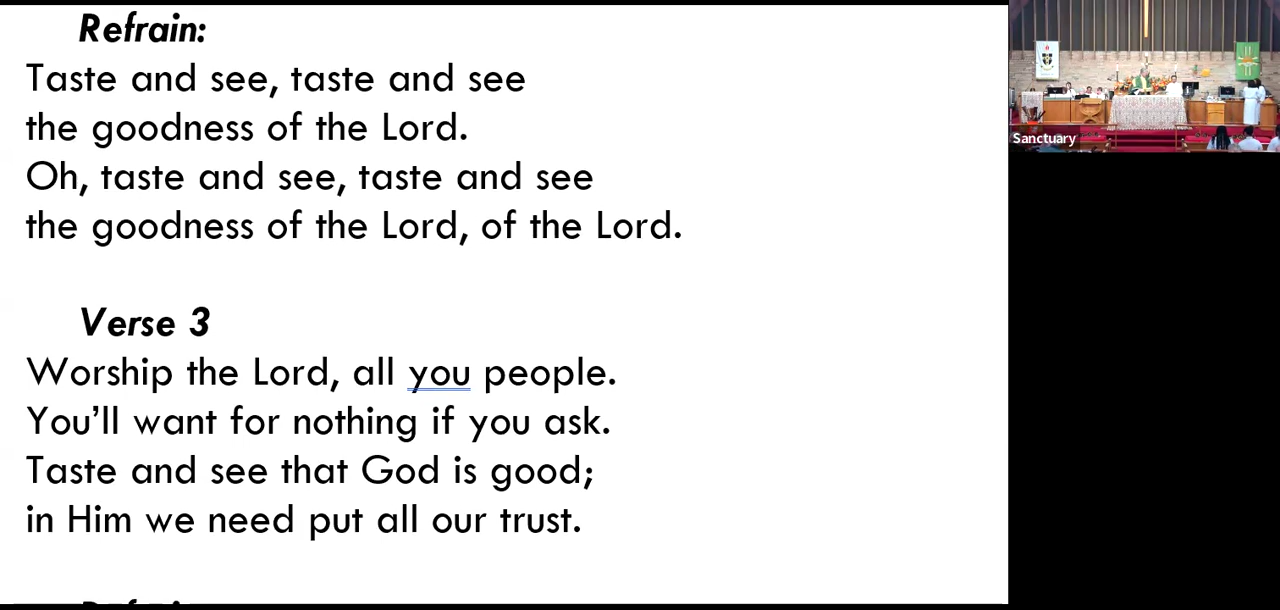 Refrain:
Taste and see, taste and see
the goodness of the Lord.
Oh, taste and see, taste and see
the goodness of the Lord, of the Lord.
Verse 3
Worship the Lord, all you people.
You'll want for nothing if you ask.
Taste and see that God is good;
in Him we need put all our trust.
Sanctuary